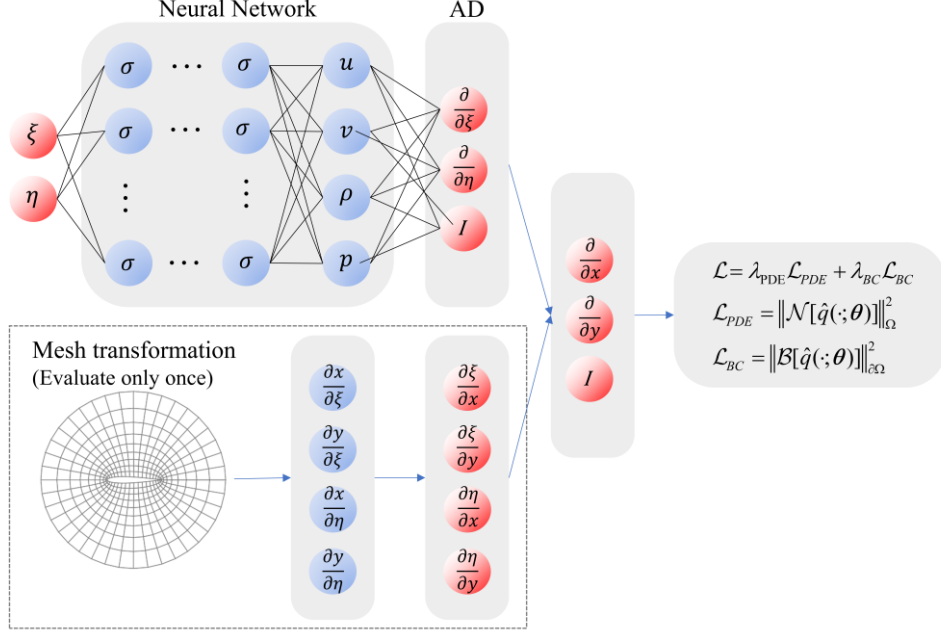 Neural Network
AD
σ ⋯ σ u
σ ⋯ σ v
⋮ ⋮ ρ
σ ⋯ σ p
ξ
η
∂/∂ξ
∂/∂η
I
Mesh transformation
(Evaluate only once)
∂x/∂ξ
∂y/∂ξ
∂x/∂η
∂y/∂η
∂ξ/∂x
∂ξ/∂y
∂η/∂x
∂η/∂y
∂/∂x
∂/∂y
I
ℒ = λ_PDE ℒ_PDE + λ_BC ℒ_BC
ℒ_PDE = ‖𝒩[q̂(·;θ)]‖²_Ω
ℒ_BC = ‖ℬ[q̂(·;θ)]‖²_∂Ω